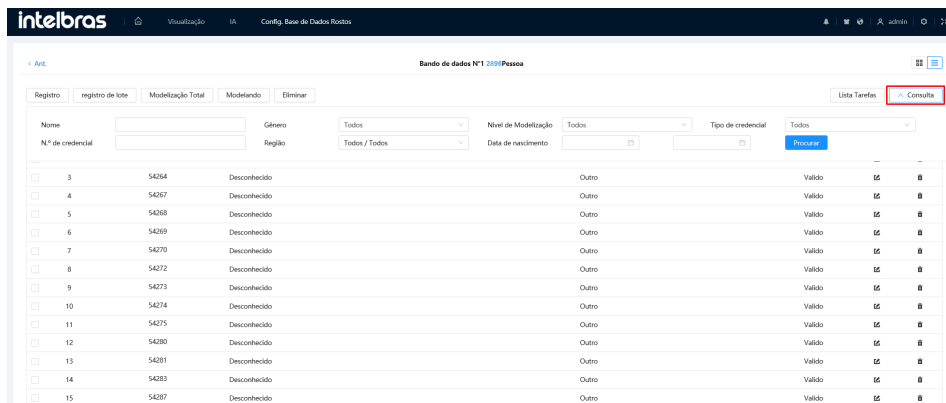 intelbras Visualização IA Config. Base de Dados Rostos admin
< Ant. Bando de dados N°1 2896Pessoa
Registro registro de lote Modelização Total Modelando Eliminar Lista Tarefas Consulta
Nome Gênero Todos Nível de Modelização Todos Tipo de credencial Todos
N.º de credencial Região Todos / Todos Data de nascimento Procurar
3 54264 Desconhecido Outro Valido
4 54267 Desconhecido Outro Valido
5 54268 Desconhecido Outro Valido
6 54269 Desconhecido Outro Valido
7 54270 Desconhecido Outro Valido
8 54272 Desconhecido Outro Valido
9 54273 Desconhecido Outro Valido
10 54274 Desconhecido Outro Valido
11 54275 Desconhecido Outro Valido
12 54280 Desconhecido Outro Valido
13 54281 Desconhecido Outro Valido
14 54283 Desconhecido Outro Valido
15 54287 Desconhecido Outro Valido